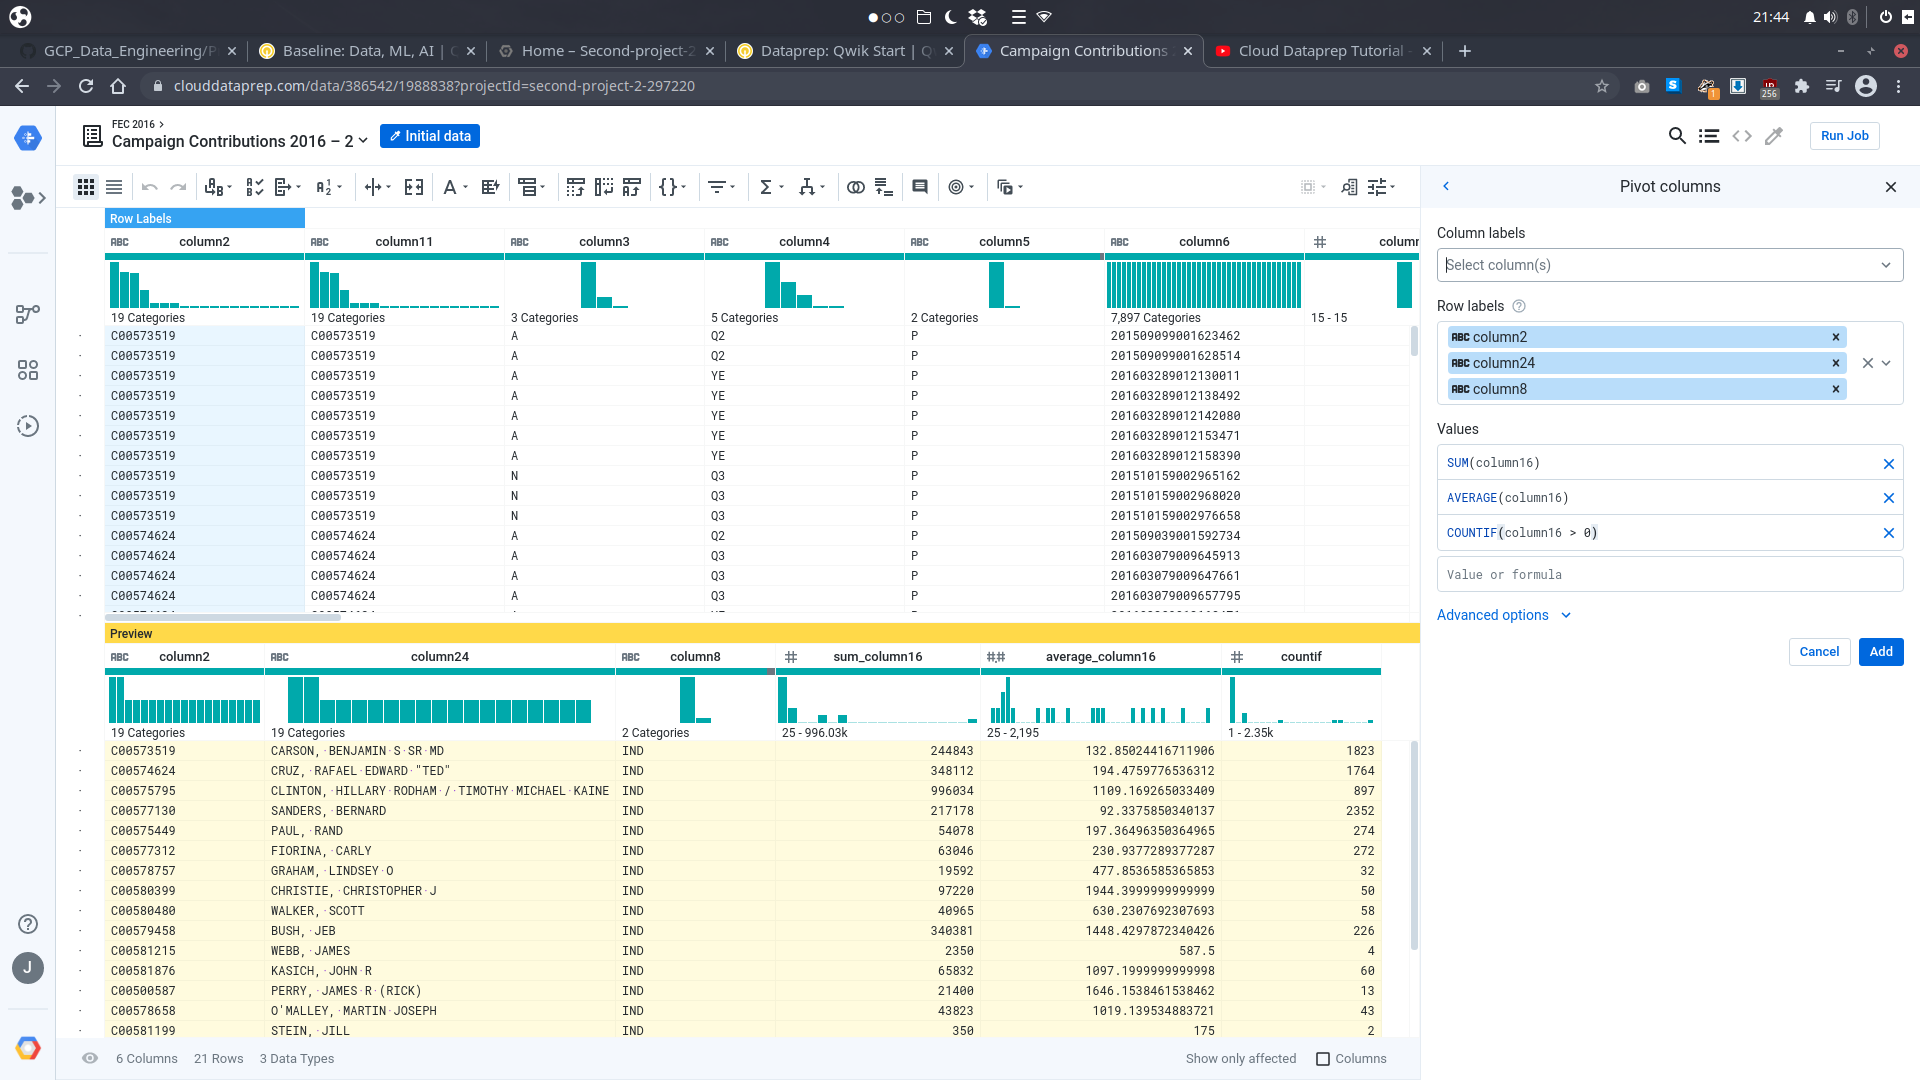 21:44
GCP_Data_Engineering/P
Baseline: Data, ML, AI |
Home – Second-project-2
Dataprep: Qwik Start |
Campaign Contributions
Cloud Dataprep Tutorial
clouddataprep.com/data/386542/1988838?projectId=second-project-2-297220
1
256
FEC 2016
Campaign Contributions 2016 – 2
Initial data
Run Job
Row Labels
ABC column2 ABC column11 ABC column3 ABC column4 ABC column5 ABC column6 # colum
19 Categories 19 Categories 3 Categories 5 Categories 2 Categories 7,897 Categories 15 - 15
C00573519 C00573519 A Q2 P 201509099001623462
C00573519 C00573519 A Q2 P 201509099001628514
C00573519 C00573519 A YE P 201603289012130011
C00573519 C00573519 A YE P 201603289012138492
C00573519 C00573519 A YE P 201603289012142080
C00573519 C00573519 A YE P 201603289012153471
C00573519 C00573519 A YE P 201603289012158390
C00573519 C00573519 N Q3 P 201510159002965162
C00573519 C00573519 N Q3 P 201510159002968020
C00573519 C00573519 N Q3 P 201510159002976658
C00574624 C00574624 A Q2 P 201509039001592734
C00574624 C00574624 A Q3 P 201603079009645913
C00574624 C00574624 A Q3 P 201603079009647661
C00574624 C00574624 A Q3 P 201603079009657795
Preview
ABC column2 ABC column24 ABC column8 # sum_column16 #.# average_column16 # countif
19 Categories 19 Categories 2 Categories 25 - 996.03k 25 - 2,195 1 - 2.35k
C00573519 CARSON, BENJAMIN S SR MD IND 244843 132.85024416711906 1823
C00574624 CRUZ, RAFAEL EDWARD "TED" IND 348112 194.4759776536312 1764
C00575795 CLINTON, HILLARY RODHAM / TIMOTHY MICHAEL KAINE IND 996034 1109.169265033409 897
C00577130 SANDERS, BERNARD IND 217178 92.3375850340137 2352
C00575449 PAUL, RAND IND 54078 197.36496350364965 274
C00577312 FIORINA, CARLY IND 63046 230.9377289377287 272
C00578757 GRAHAM, LINDSEY O IND 19592 477.8536585365853 32
C00580399 CHRISTIE, CHRISTOPHER J IND 97220 1944.3999999999999 50
C00580480 WALKER, SCOTT IND 40965 630.2307692307693 58
C00579458 BUSH, JEB IND 340381 1448.4297872340426 226
C00581215 WEBB, JAMES IND 2350 587.5 4
C00581876 KASICH, JOHN R IND 65832 1097.1999999999998 60
C00500587 PERRY, JAMES R (RICK) IND 21400 1646.1538461538462 13
C00578658 O'MALLEY, MARTIN JOSEPH IND 43823 1019.139534883721 43
C00581199 STEIN, JILL IND 350 175 2
6 Columns 21 Rows 3 Data Types
Show only affected Columns
J
Pivot columns
Column labels
Select column(s)
Row labels
ABC column2
ABC column24
ABC column8
Values
SUM(column16)
AVERAGE(column16)
COUNTIF(column16 > 0)
Value or formula
Advanced options
Cancel Add